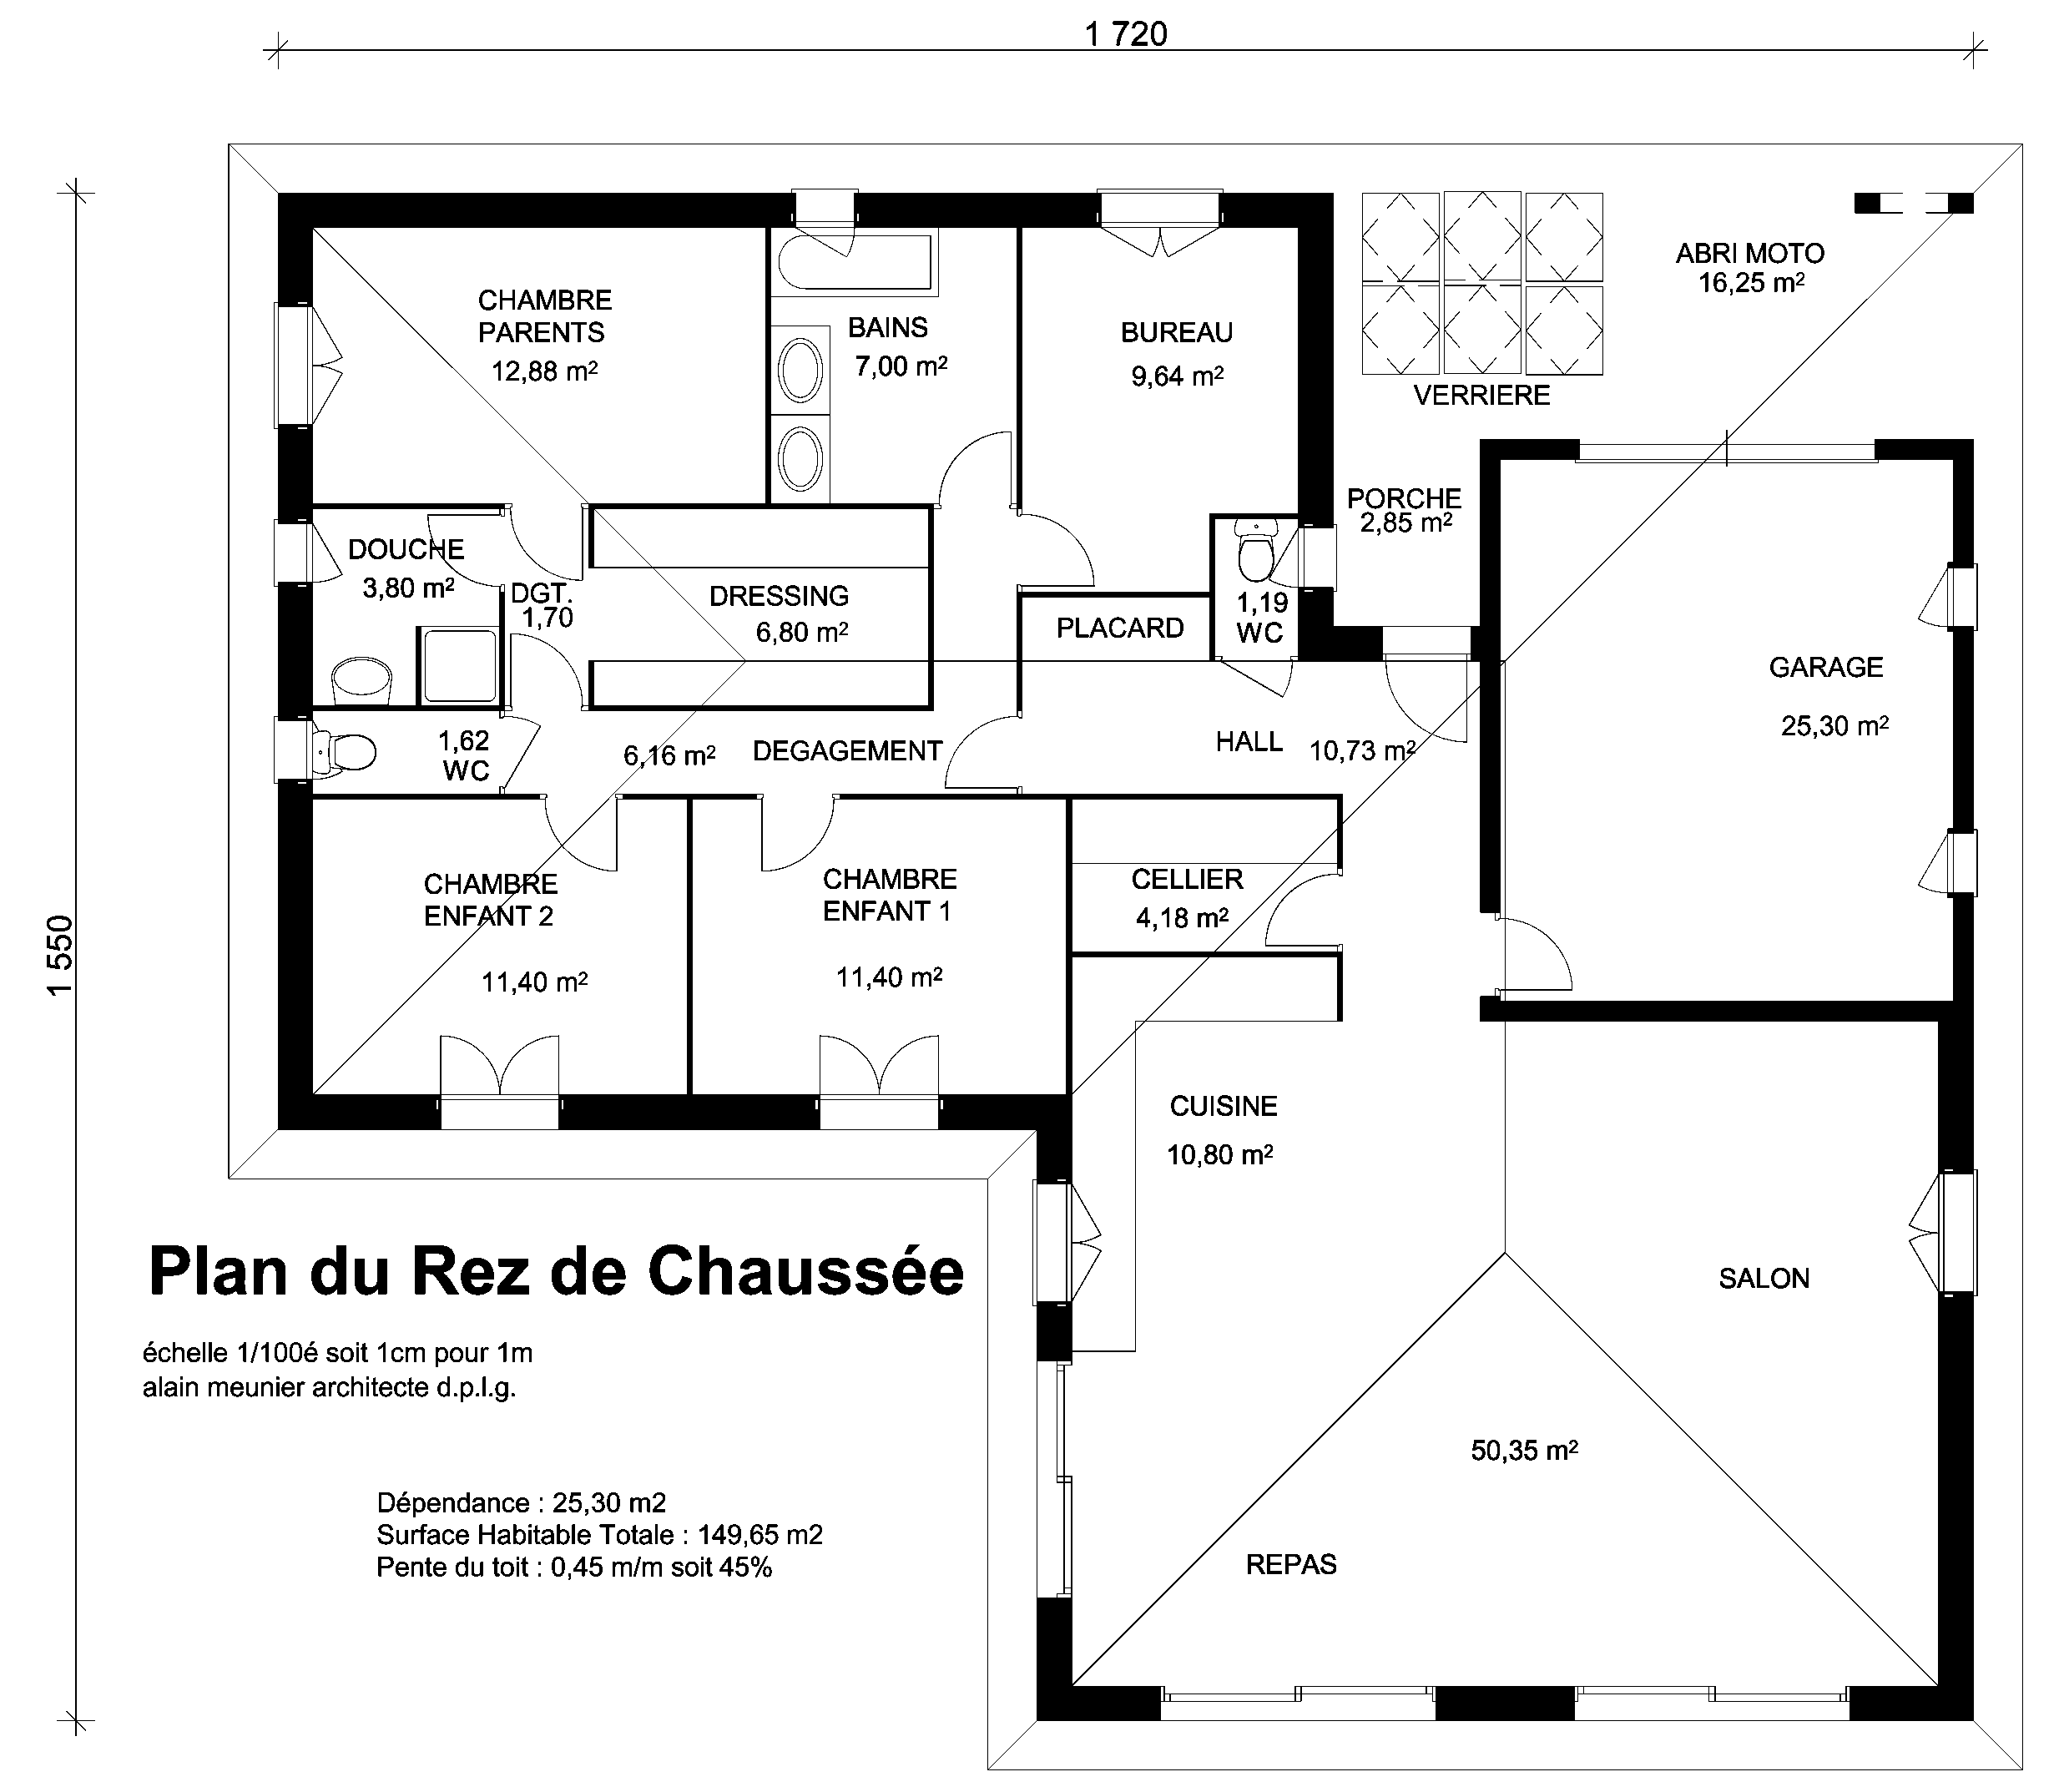 1 720
ABRI MOTO
16,25 m²
CHAMBRE
PARENTS
12,88 m²
BAINS
7,00 m²
BUREAU
9,64 m²
VERRIERE
PORCHE
2,85 m²
DOUCHE
3,80 m²
DGT.
1,70
DRESSING
6,80 m²
PLACARD
1,19
WC
GARAGE
25,30 m²
1,62
WC
6,16 m²
DEGAGEMENT
HALL
10,73 m²
CHAMBRE
ENFANT 2
11,40 m²
CHAMBRE
ENFANT 1
11,40 m²
CELLIER
4,18 m²
1 550
CUISINE
10,80 m²
SALON
50,35 m²
REPAS
Plan du Rez de Chaussée
échelle 1/100é soit 1cm pour 1m
alain meunier architecte d.p.l.g.
Dépendance : 25,30 m2
Surface Habitable Totale : 149,65 m2
Pente du toit : 0,45 m/m soit 45%